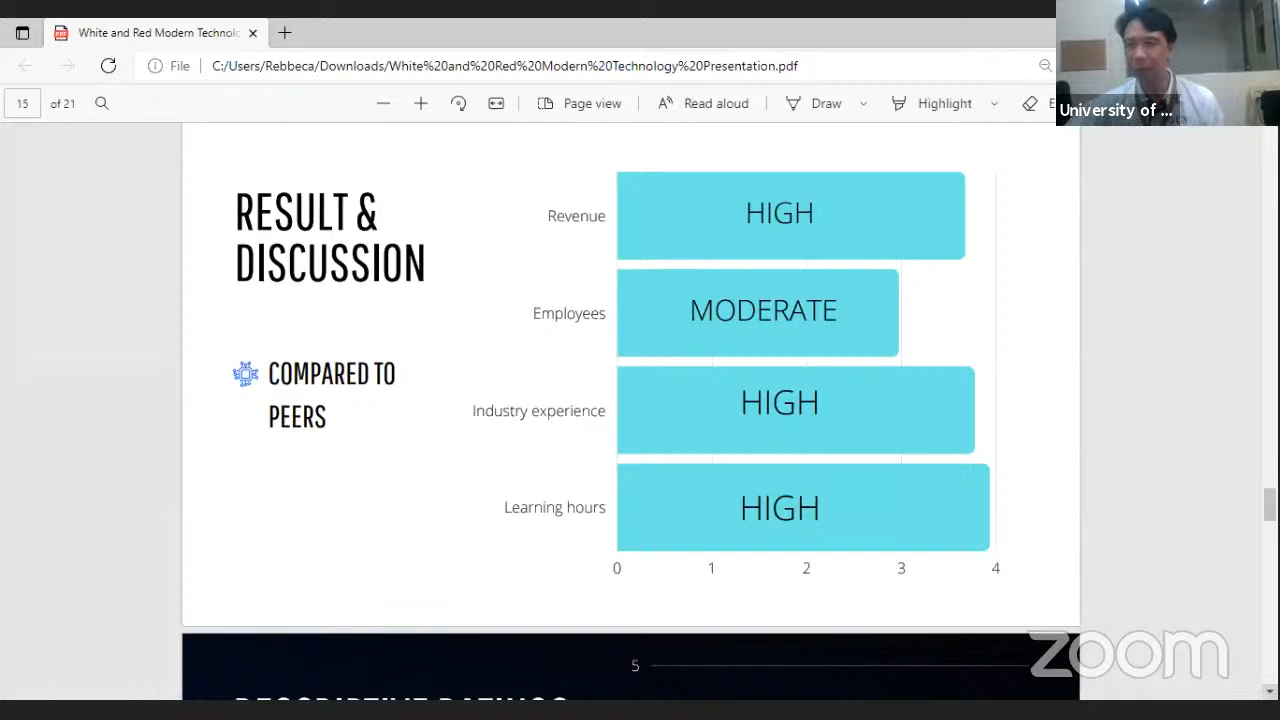 White and Red Modern Technolo
File
C:/Users/Rebbeca/Downloads/White%20and%20Red%20Modern%20Technology%20Presentation.pdf
15 of 21
Page view
Read aloud
Draw
Highlight
University of ...
RESULT &
DISCUSSION
COMPARED TO
PEERS
Revenue
HIGH
Employees
MODERATE
Industry experience
HIGH
Learning hours
HIGH
0 1 2 3 4
5
zoom